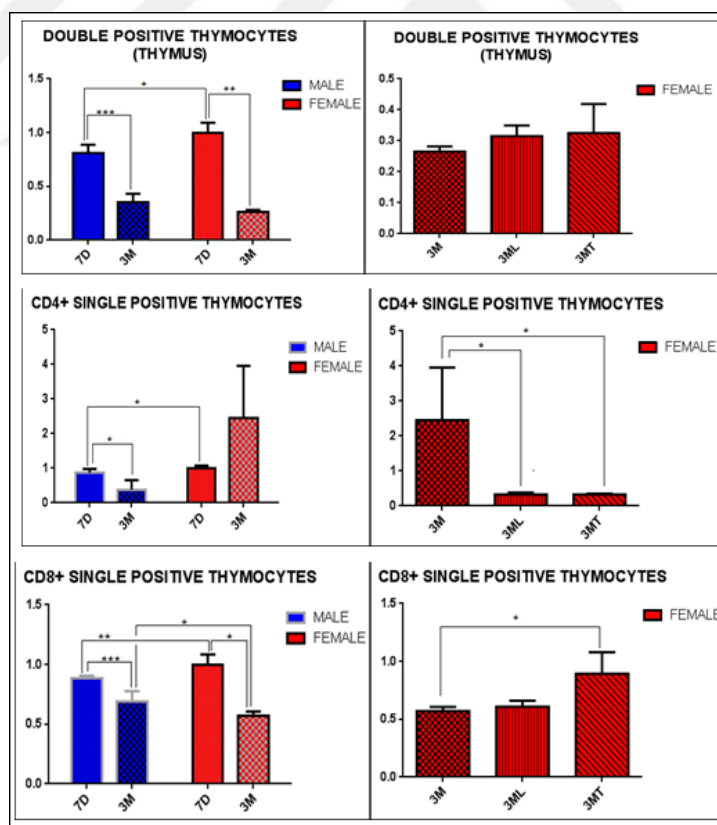 DOUBLE POSITIVE THYMOCYTES
(THYMUS)
1.5
1.0
0.5
0.0
*
***
**
7D
3M
7D
3M
MALE
FEMALE
DOUBLE POSITIVE THYMOCYTES
(THYMUS)
0.5
0.4
0.3
0.2
0.1
0.0
3M
3ML
3MT
FEMALE
CD4+ SINGLE POSITIVE THYMOCYTES
5
4
3
2
1
0
*
*
7D
3M
7D
3M
MALE
FEMALE
CD4+ SINGLE POSITIVE THYMOCYTES
5
4
3
2
1
0
*
*
3M
3ML
3MT
FEMALE
CD8+ SINGLE POSITIVE THYMOCYTES
1.5
1.0
0.5
0.0
*
**
*
***
7D
3M
7D
3M
MALE
FEMALE
CD8+ SINGLE POSITIVE THYMOCYTES
1.5
1.0
0.5
0.0
*
3M
3ML
3MT
FEMALE